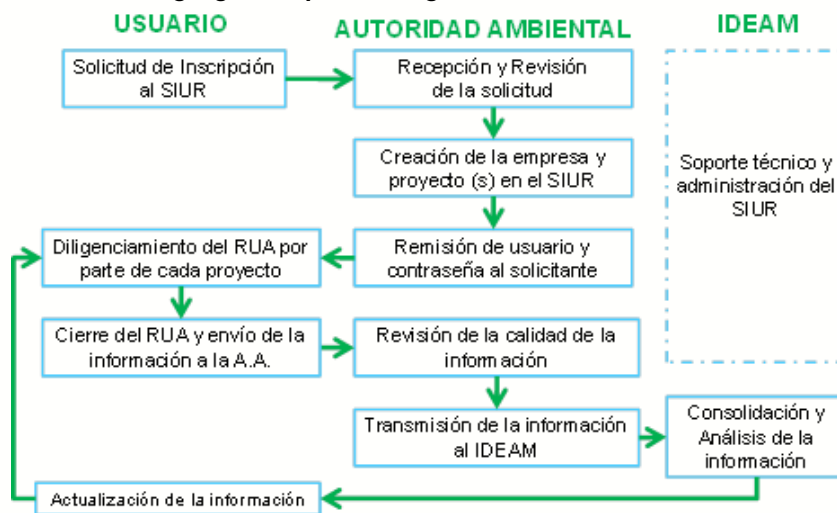 USUARIO
AUTORIDAD AMBIENTAL
IDEAM
Solicitud de Inscripción
al SIUR
Recepción y Revisión
de la solicitud
Creación de la empresa y
proyecto (s) en el SIUR
Soporte técnico y
administración del
SIUR
Diligenciamiento del RUA por
parte de cada proyecto
Remisión de usuario y
contraseña al solicitante
Cierre del RUA y envío de la
información a la A.A.
Revisión de la calidad de la
información
Transmisión de la información
al IDEAM
Consolidación y
Análisis de la
información
Actualización de la información